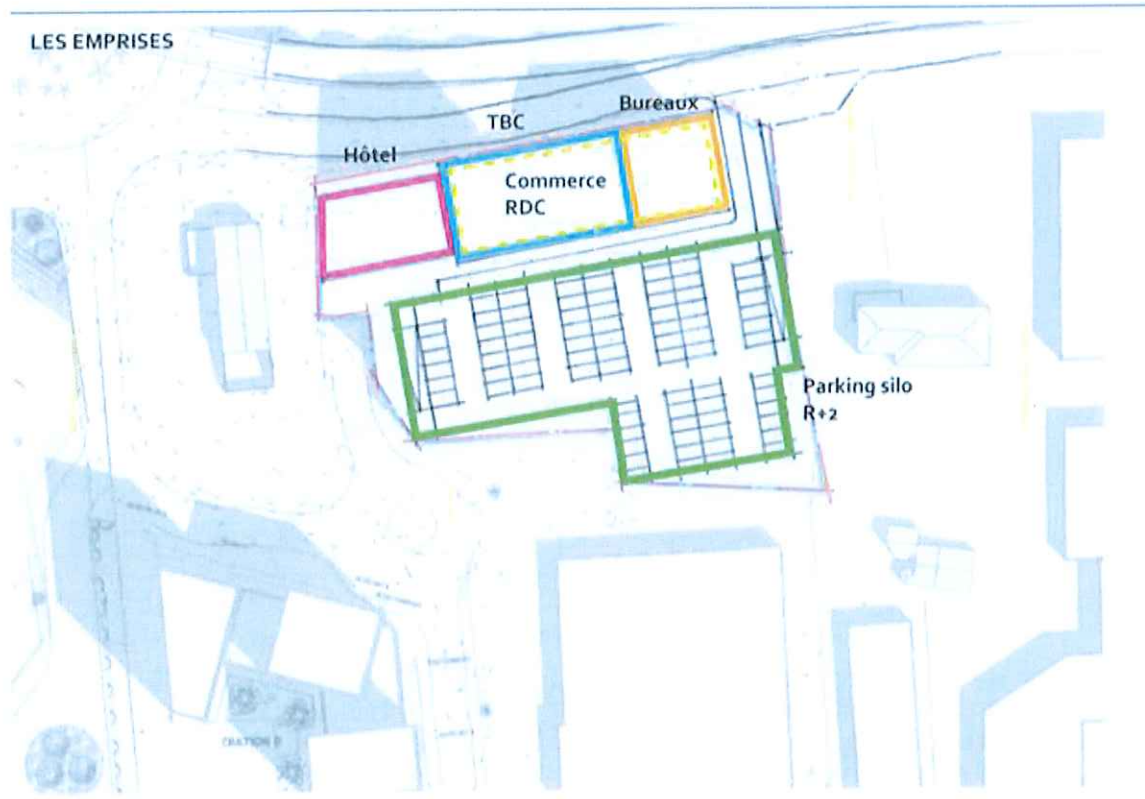 LES EMPRISES
Bureaux
TBC
Hôtel
Commerce
RDC
Parking silo
R+2